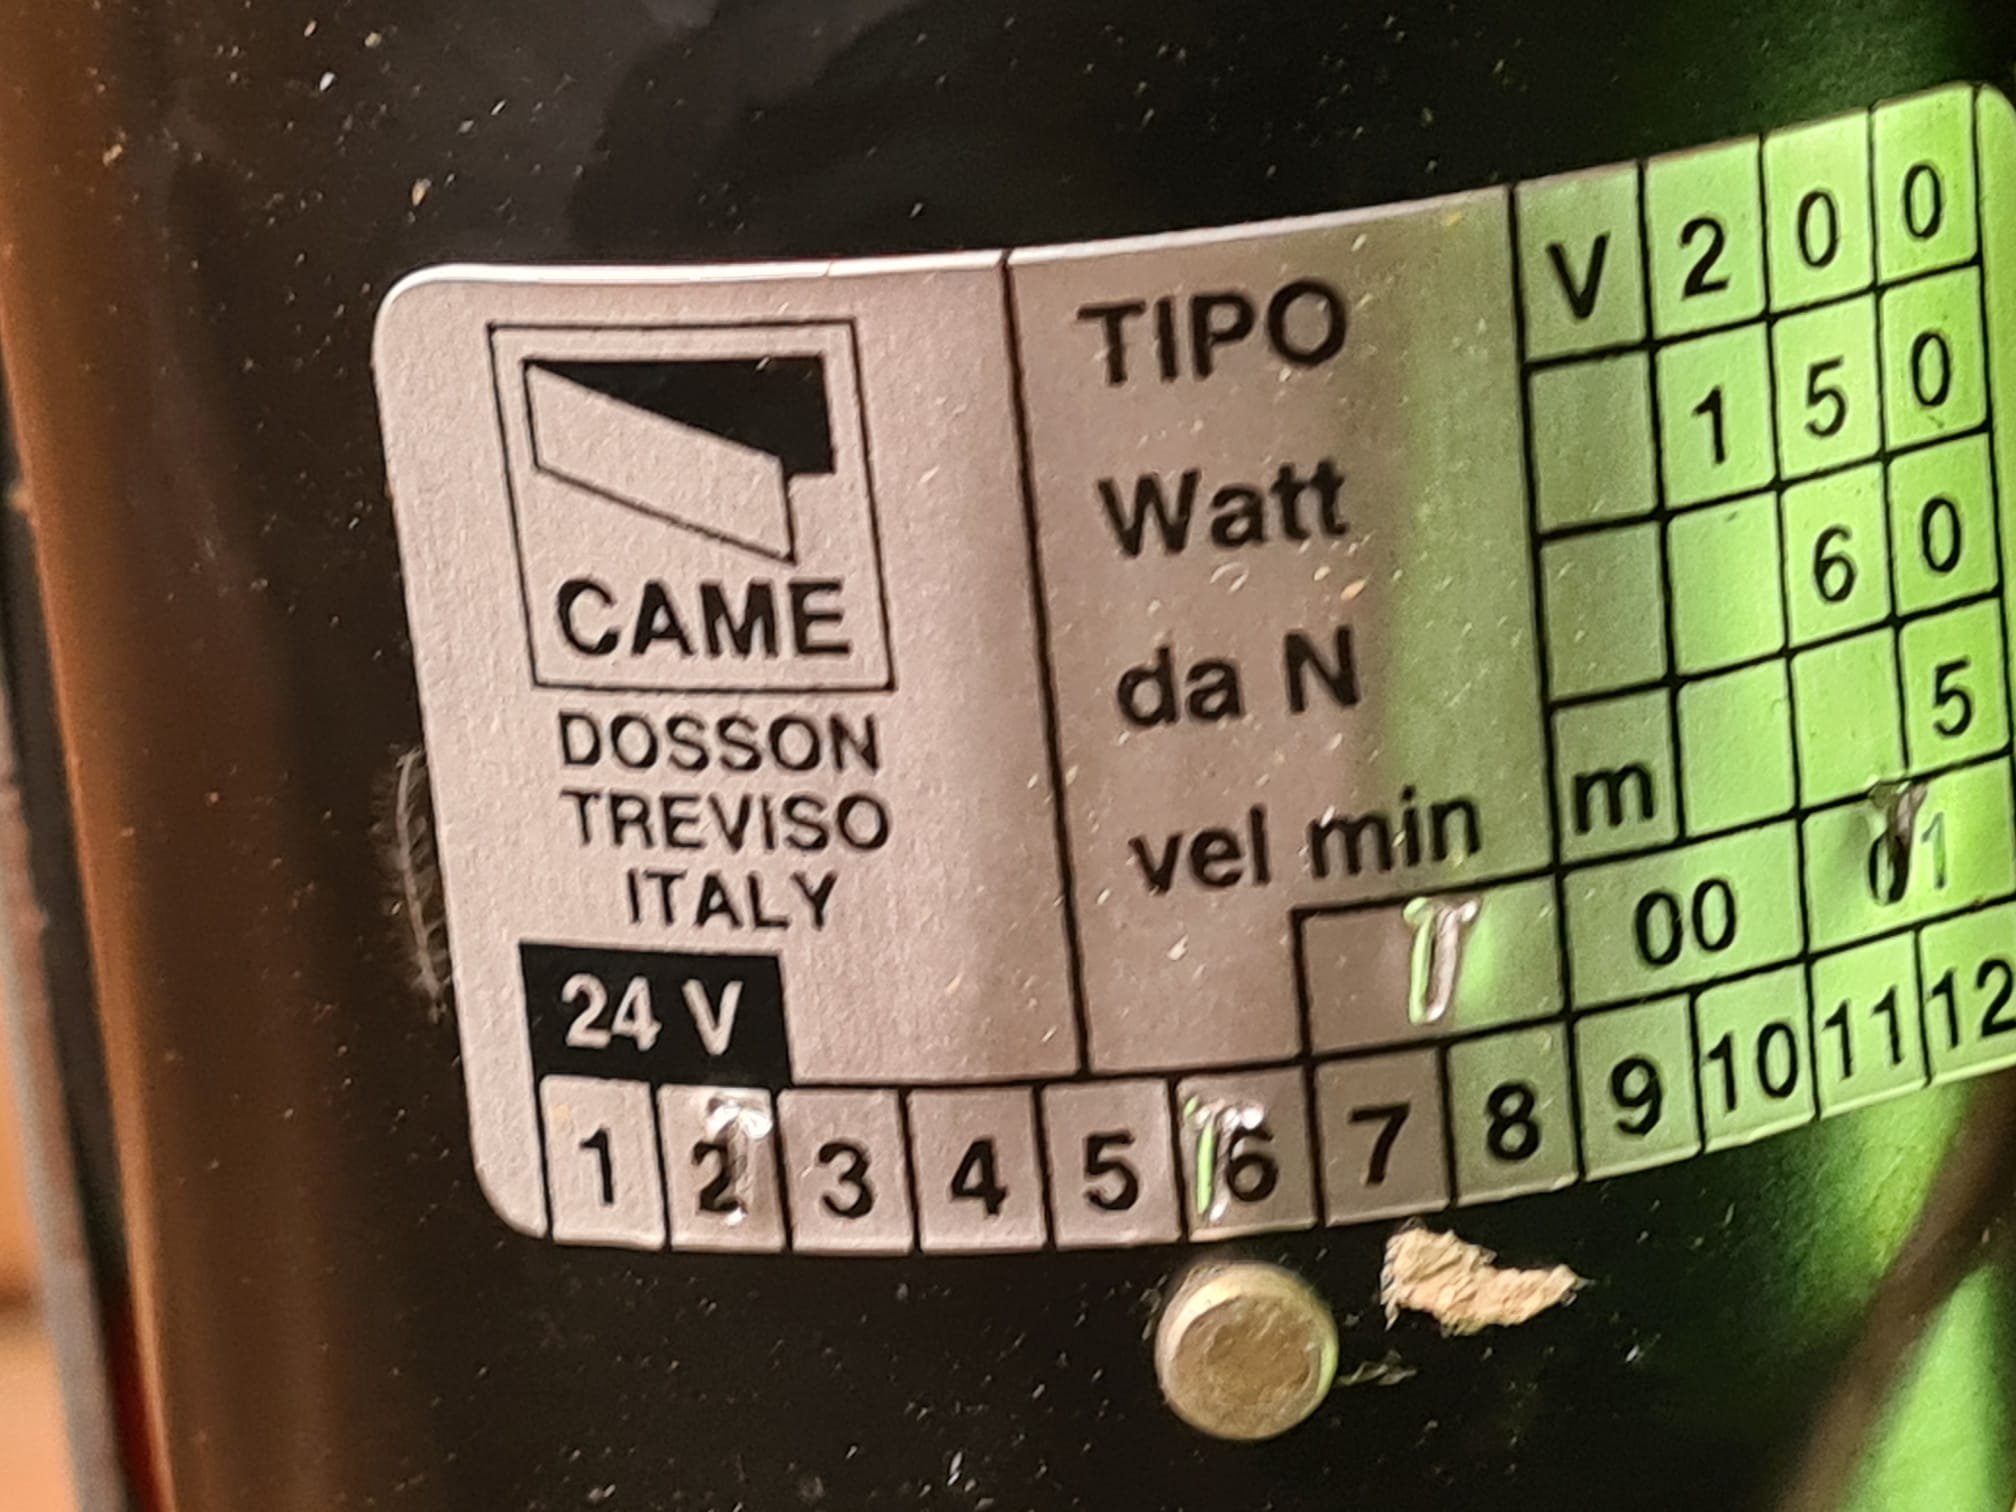 CAME
DOSSON
TREVISO
ITALY
24 V
TIPO V 2 0 0
Watt 1 5 0
da N 6 0
vel min m 5
00 01
1 2 3 4 5 6 7 8 9 10 11 12